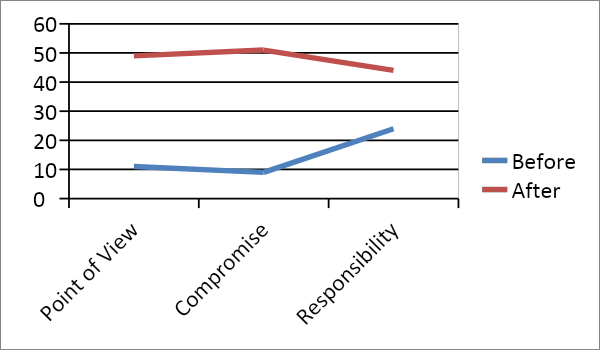 60
50
40
30
20
10
0
Point of View
Compromise
Responsibility
Before
After